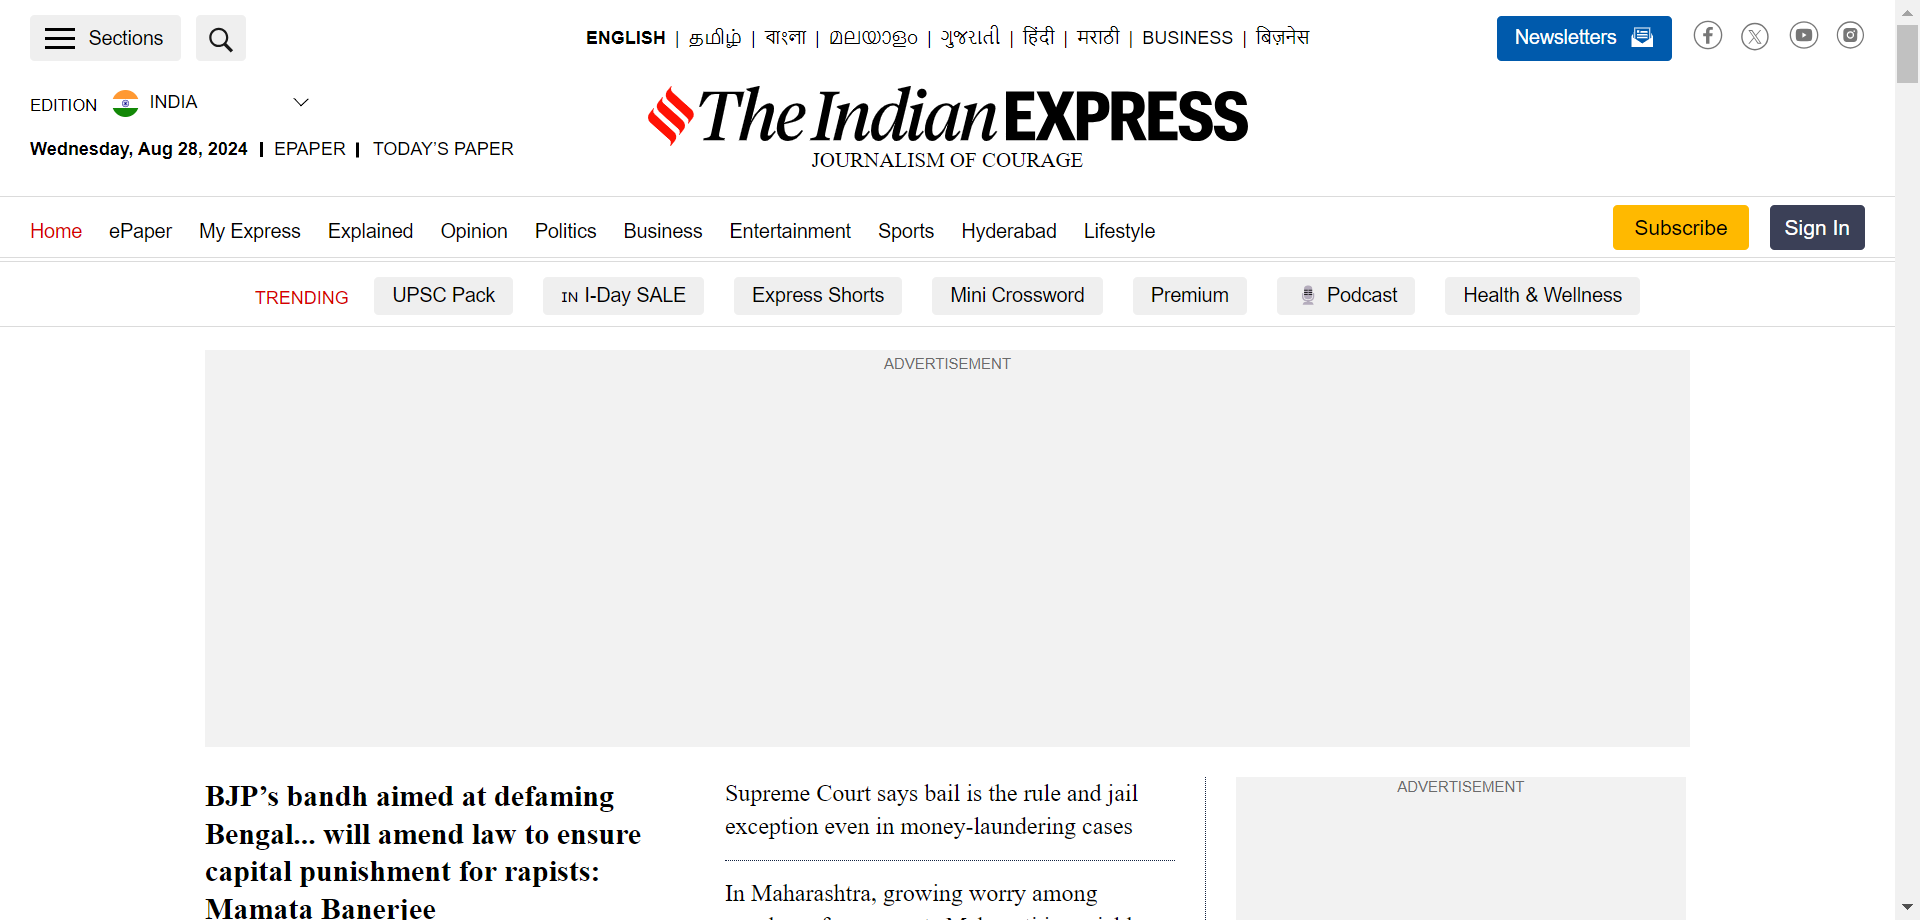 Sections
ENGLISH | தமிழ் | বাংলা | മലയാളം | ગુજરાતી | हिंदी | मराठी | BUSINESS | बिज़नेस
Newsletters
EDITION INDIA
The Indian EXPRESS
JOURNALISM OF COURAGE
Wednesday, Aug 28, 2024 | EPAPER | TODAY’S PAPER
Home ePaper My Express Explained Opinion Politics Business Entertainment Sports Hyderabad Lifestyle
Subscribe
Sign In
TRENDING UPSC Pack IN I-Day SALE Express Shorts Mini Crossword Premium Podcast Health & Wellness
ADVERTISEMENT
BJP’s bandh aimed at defaming
Bengal... will amend law to ensure
capital punishment for rapists:
Mamata Banerjee
Supreme Court says bail is the rule and jail
exception even in money-laundering cases
In Maharashtra, growing worry among
ADVERTISEMENT